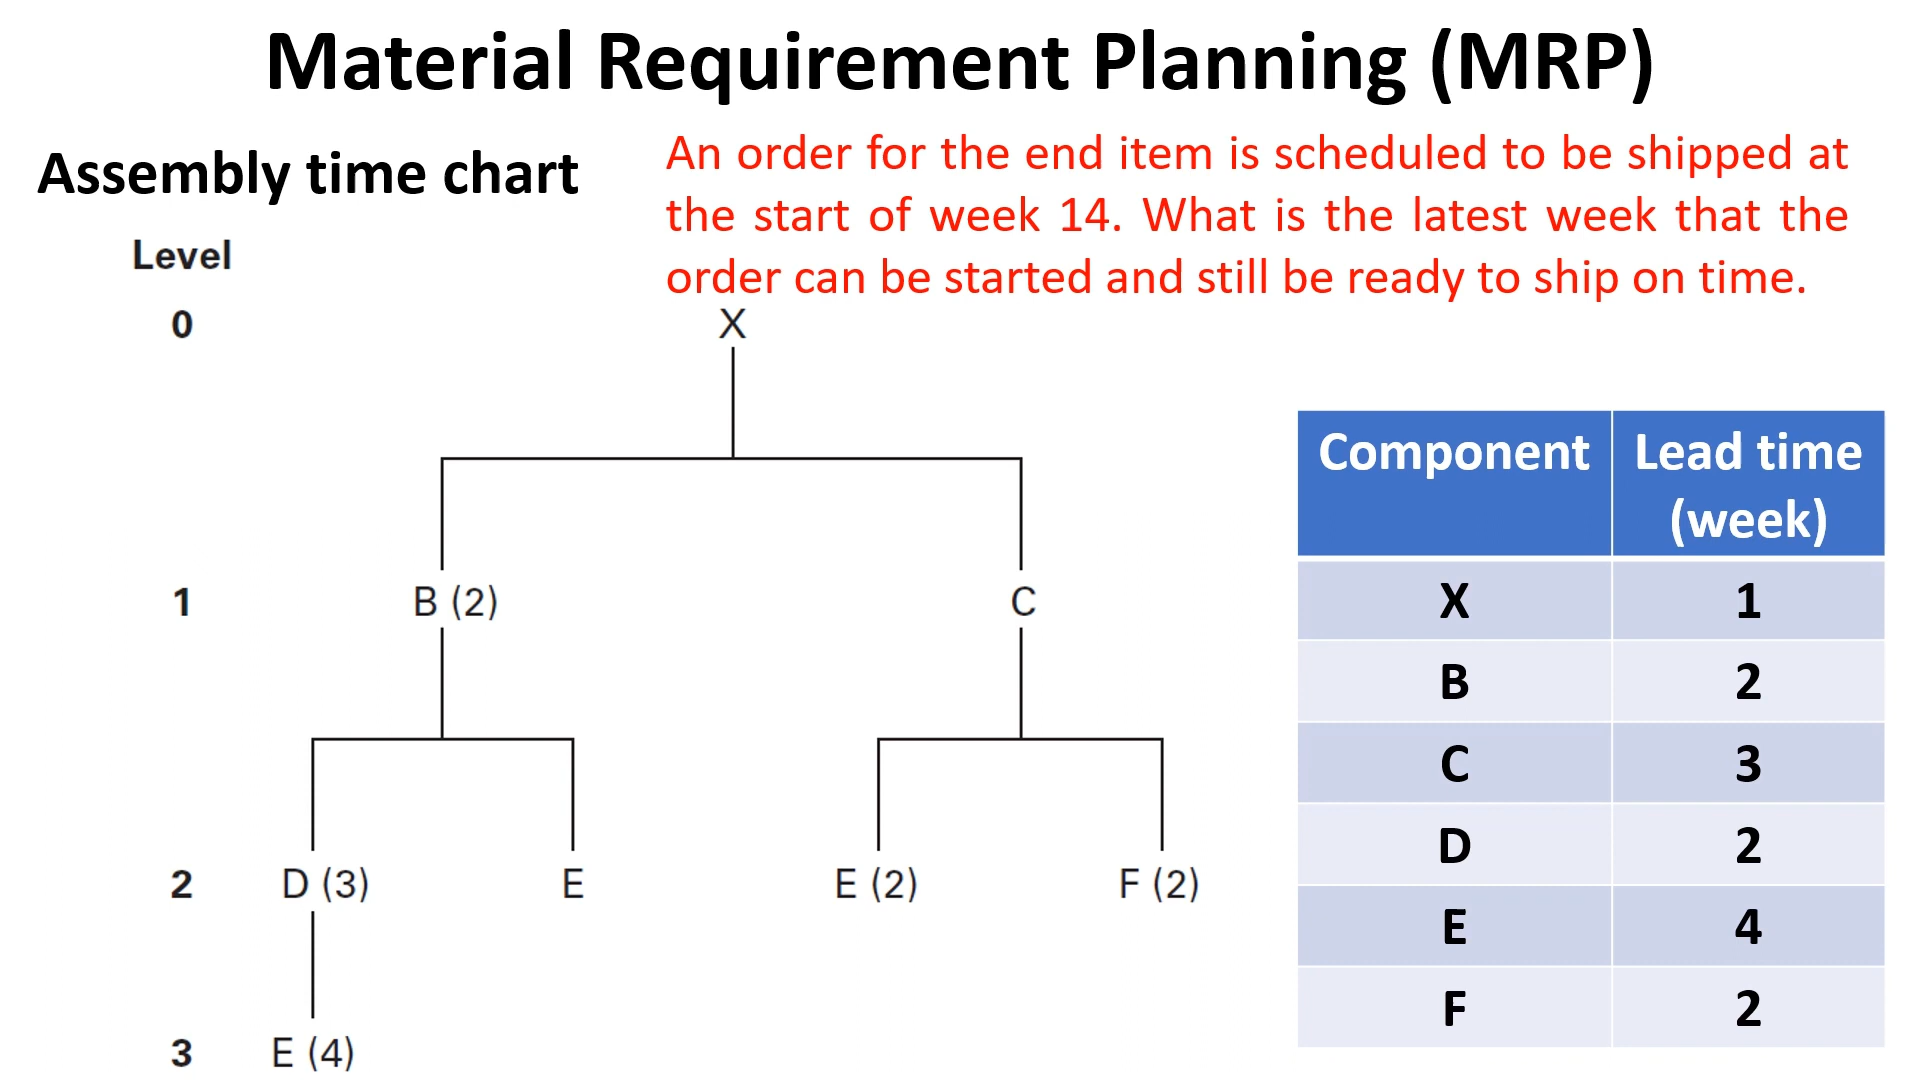 Material Requirement Planning (MRP)
Assembly time chart
An order for the end item is scheduled to be shipped at
the start of week 14. What is the latest week that the
order can be started and still be ready to ship on time.
Level
0 X
1 B (2) C
2 D (3) E E (2) F (2)
3 E (4)
Component Lead time
(week)
X 1
B 2
C 3
D 2
E 4
F 2